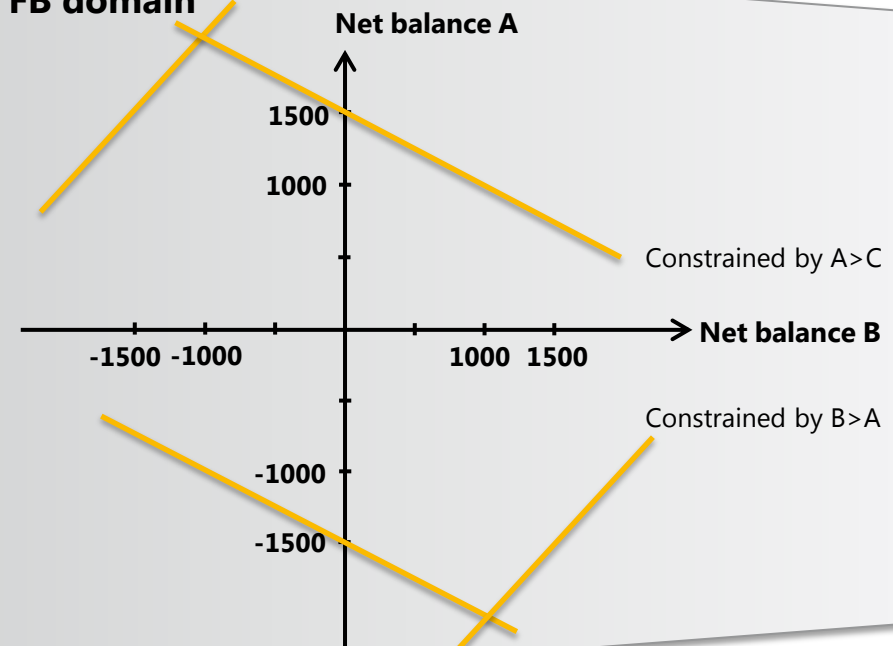 FB domain
Net balance A
1500
1000
Constrained by A>C
Net balance B
-1500 -1000
1000 1500
Constrained by B>A
-1000
-1500